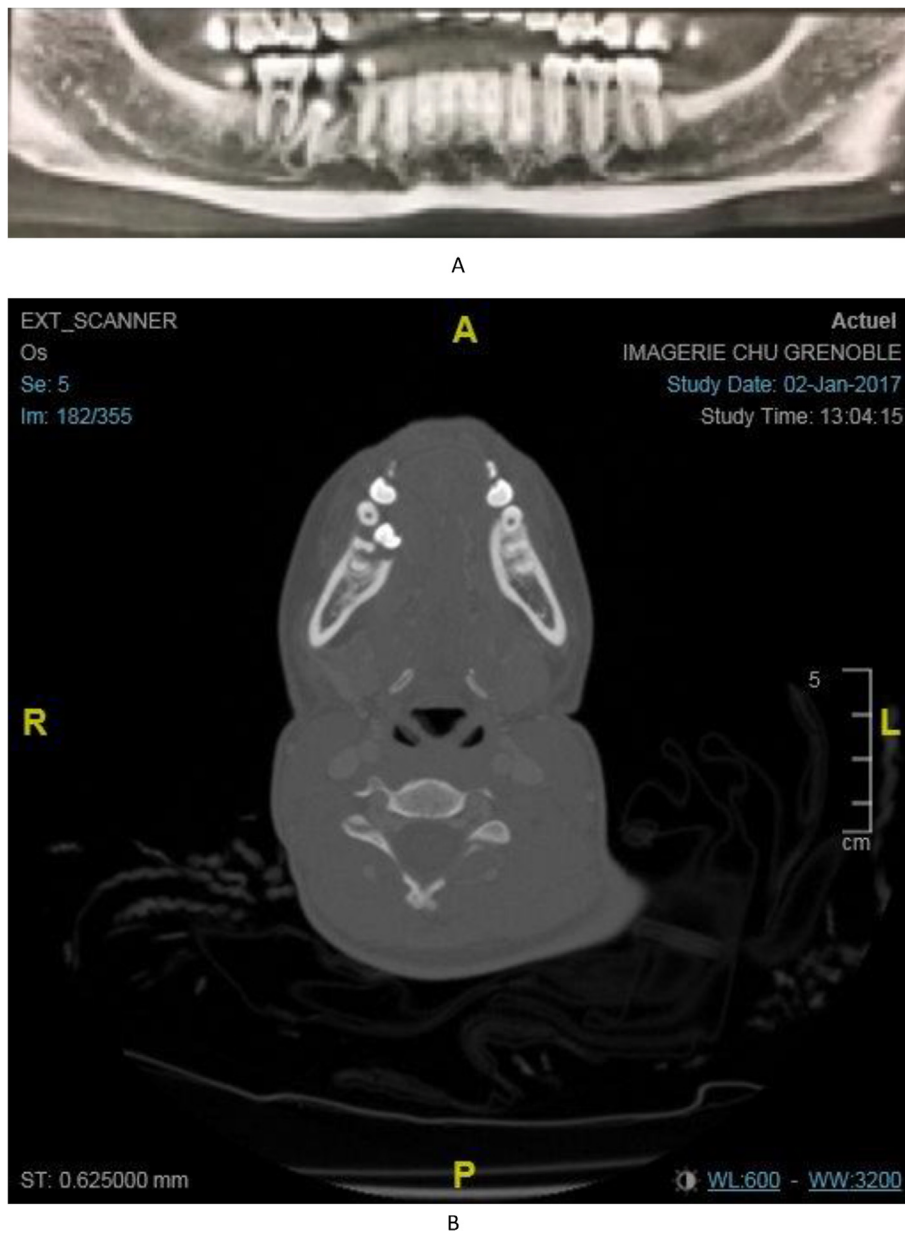 A
EXT_SCANNER
Os
Se: 5
Im: 182/355
A
Actuel
IMAGERIE CHU GRENOBLE
Study Date: 02-Jan-2017
Study Time: 13:04:15
R
5
L
cm
ST: 0.625000 mm
P
WL:600 - WW:3200
B